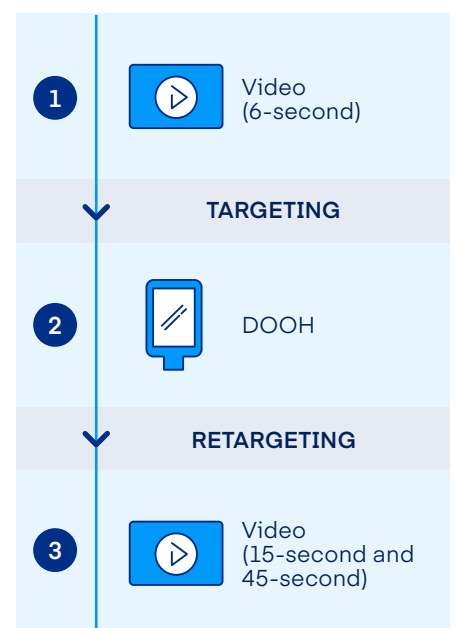 1
Video
(6-second)
TARGETING
2
DOOH
RETARGETING
3
Video
(15-second and
45-second)